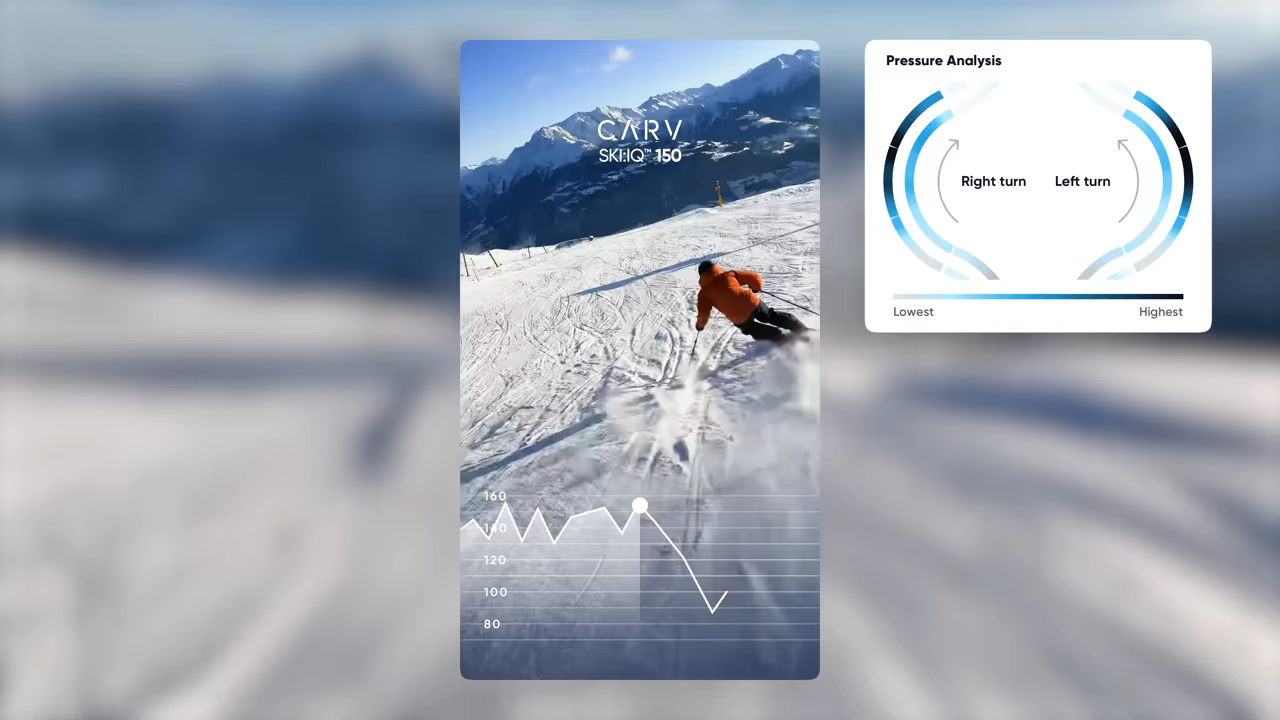 CARV
SKI:IQ™ 150
160
140
120
100
80
Pressure Analysis
Right turn
Left turn
Lowest
Highest